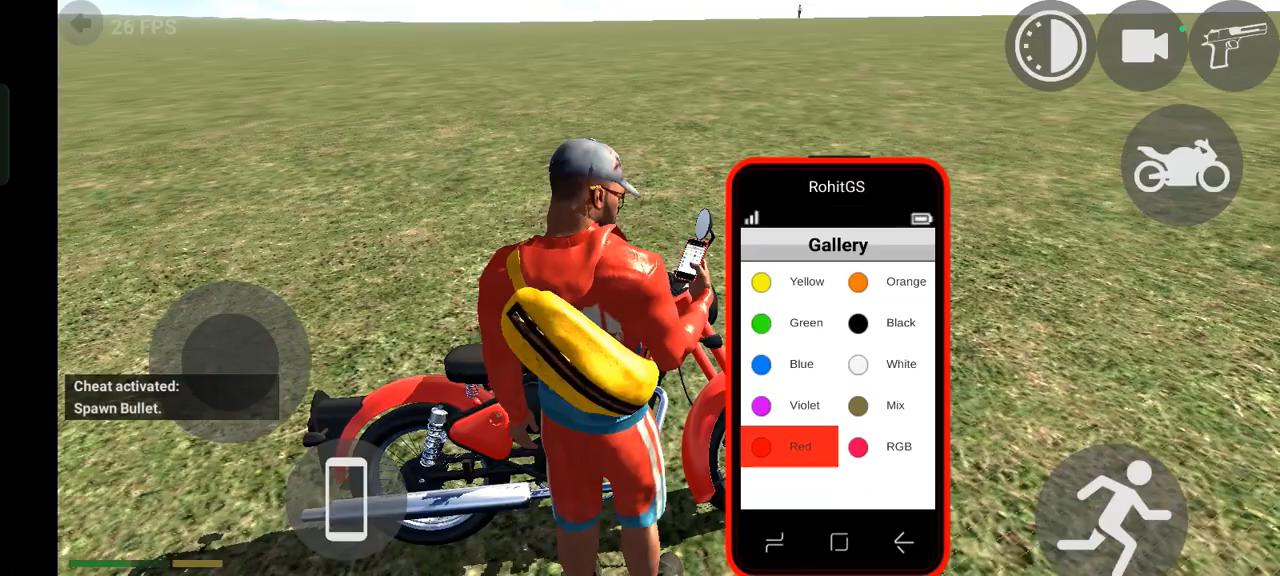 26 FPS
RohitGS
Gallery
Yellow
Orange
Green
Black
Blue
White
Violet
Mix
Red
RGB
Cheat activated:
Spawn Bullet.